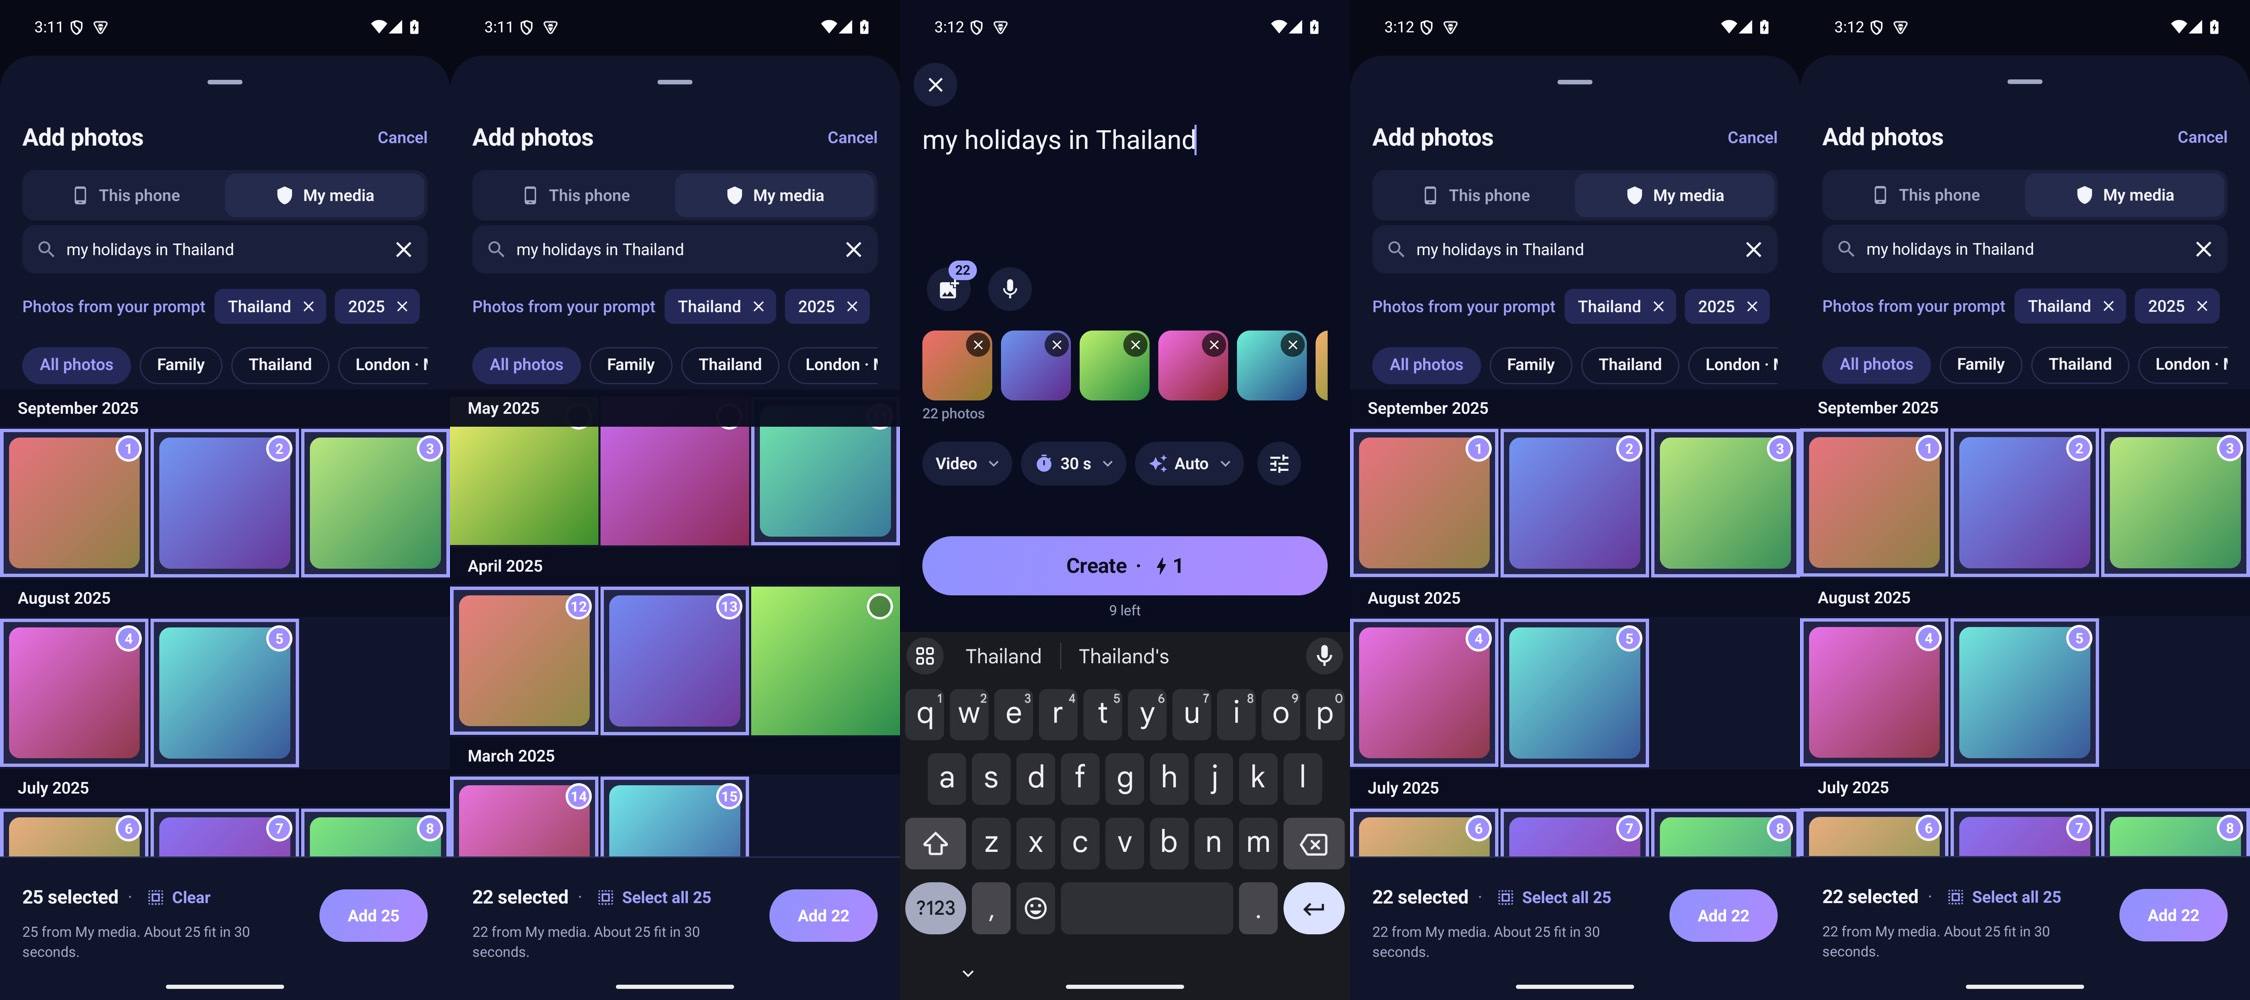 3:11
Add photos
Cancel
This phone
My media
my holidays in Thailand
Photos from your prompt
Thailand
2025
All photos
Family
Thailand
London ·
September 2025
1
2
3
August 2025
4
5
July 2025
6
7
8
25 selected · Clear
Add 25
25 from My media. About 25 fit in 30
seconds.
3:11
Add photos
Cancel
This phone
My media
my holidays in Thailand
Photos from your prompt
Thailand
2025
All photos
Family
Thailand
London ·
May 2025
April 2025
12
13
March 2025
14
15
22 selected · Select all 25
Add 22
22 from My media. About 25 fit in 30
seconds.
3:12
my holidays in Thailand
22
22 photos
Video
30 s
Auto
Create · 1
9 left
Thailand
Thailand's
q1 w2 e3 r4 t5 y6 u7 i8 o9 p0
a s d f g h j k l
z x c v b n m
?123 , .
3:12
Add photos
Cancel
This phone
My media
my holidays in Thailand
Photos from your prompt
Thailand
2025
All photos
Family
Thailand
London ·
September 2025
1
2
3
August 2025
4
5
July 2025
6
7
8
22 selected · Select all 25
Add 22
22 from My media. About 25 fit in 30
seconds.
3:12
Add photos
Cancel
This phone
My media
my holidays in Thailand
Photos from your prompt
Thailand
2025
All photos
Family
Thailand
London ·
September 2025
1
2
3
August 2025
4
5
July 2025
6
7
8
22 selected · Select all 25
Add 22
22 from My media. About 25 fit in 30
seconds.